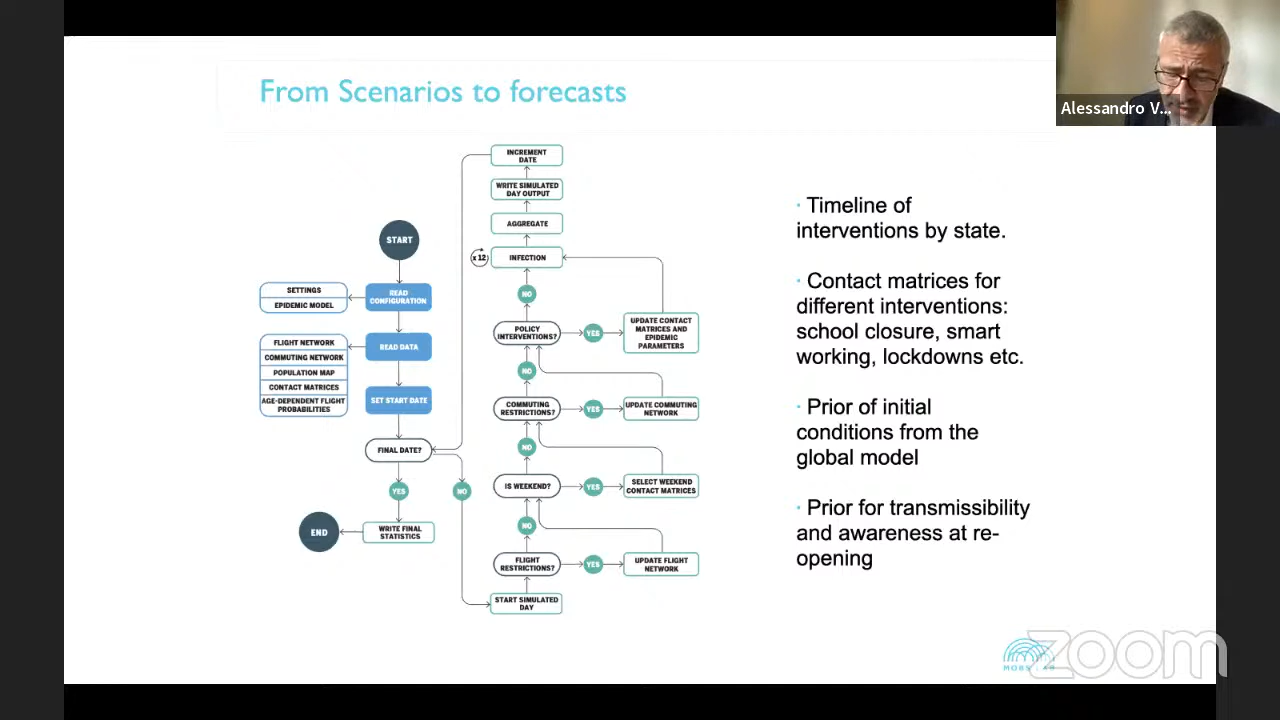 From Scenarios to forecasts
Alessandro V...
START
SETTINGS
EPIDEMIC MODEL
READ
CONFIGURATION
FLIGHT NETWORK
COMMUTING NETWORK
POPULATION MAP
CONTACT MATRICES
AGE-DEPENDENT FLIGHT
PROBABILITIES
READ DATA
SET START DATE
FINAL DATE?
YES
NO
WRITE FINAL
STATISTICS
END
INCREMENT
DATE
WRITE SIMULATED
DAY OUTPUT
AGGREGATE
x 12
INFECTION
NO
POLICY
INTERVENTIONS?
YES
UPDATE CONTACT
MATRICES AND
EPIDEMIC
PARAMETERS
NO
COMMUTING
RESTRICTIONS?
YES
UPDATE COMMUTING
NETWORK
NO
IS WEEKEND?
YES
SELECT WEEKEND
CONTACT MATRICES
NO
FLIGHT
RESTRICTIONS?
YES
UPDATE FLIGHT
NETWORK
START SIMULATED
DAY
· Timeline of
interventions by state.
· Contact matrices for
different interventions:
school closure, smart
working, lockdowns etc.
· Prior of initial
conditions from the
global model
· Prior for transmissibility
and awareness at re-
opening
zoom